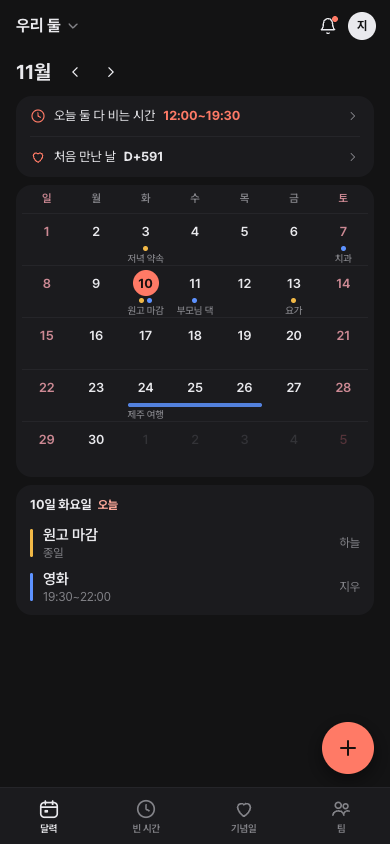 우리 둘
지
11월
오늘 둘 다 비는 시간 12:00~19:30
처음 만난 날 D+591
일 월 화 수 목 금 토
1 2 3 4 5 6 7
저녁 약속 치과
8 9 10 11 12 13 14
원고 마감 부모님 댁 요가
15 16 17 18 19 20 21
22 23 24 25 26 27 28
제주 여행
29 30 1 2 3 4 5
10일 화요일 오늘
원고 마감
종일
하늘
영화
19:30~22:00
지우
달력 빈 시간 기념일 팀